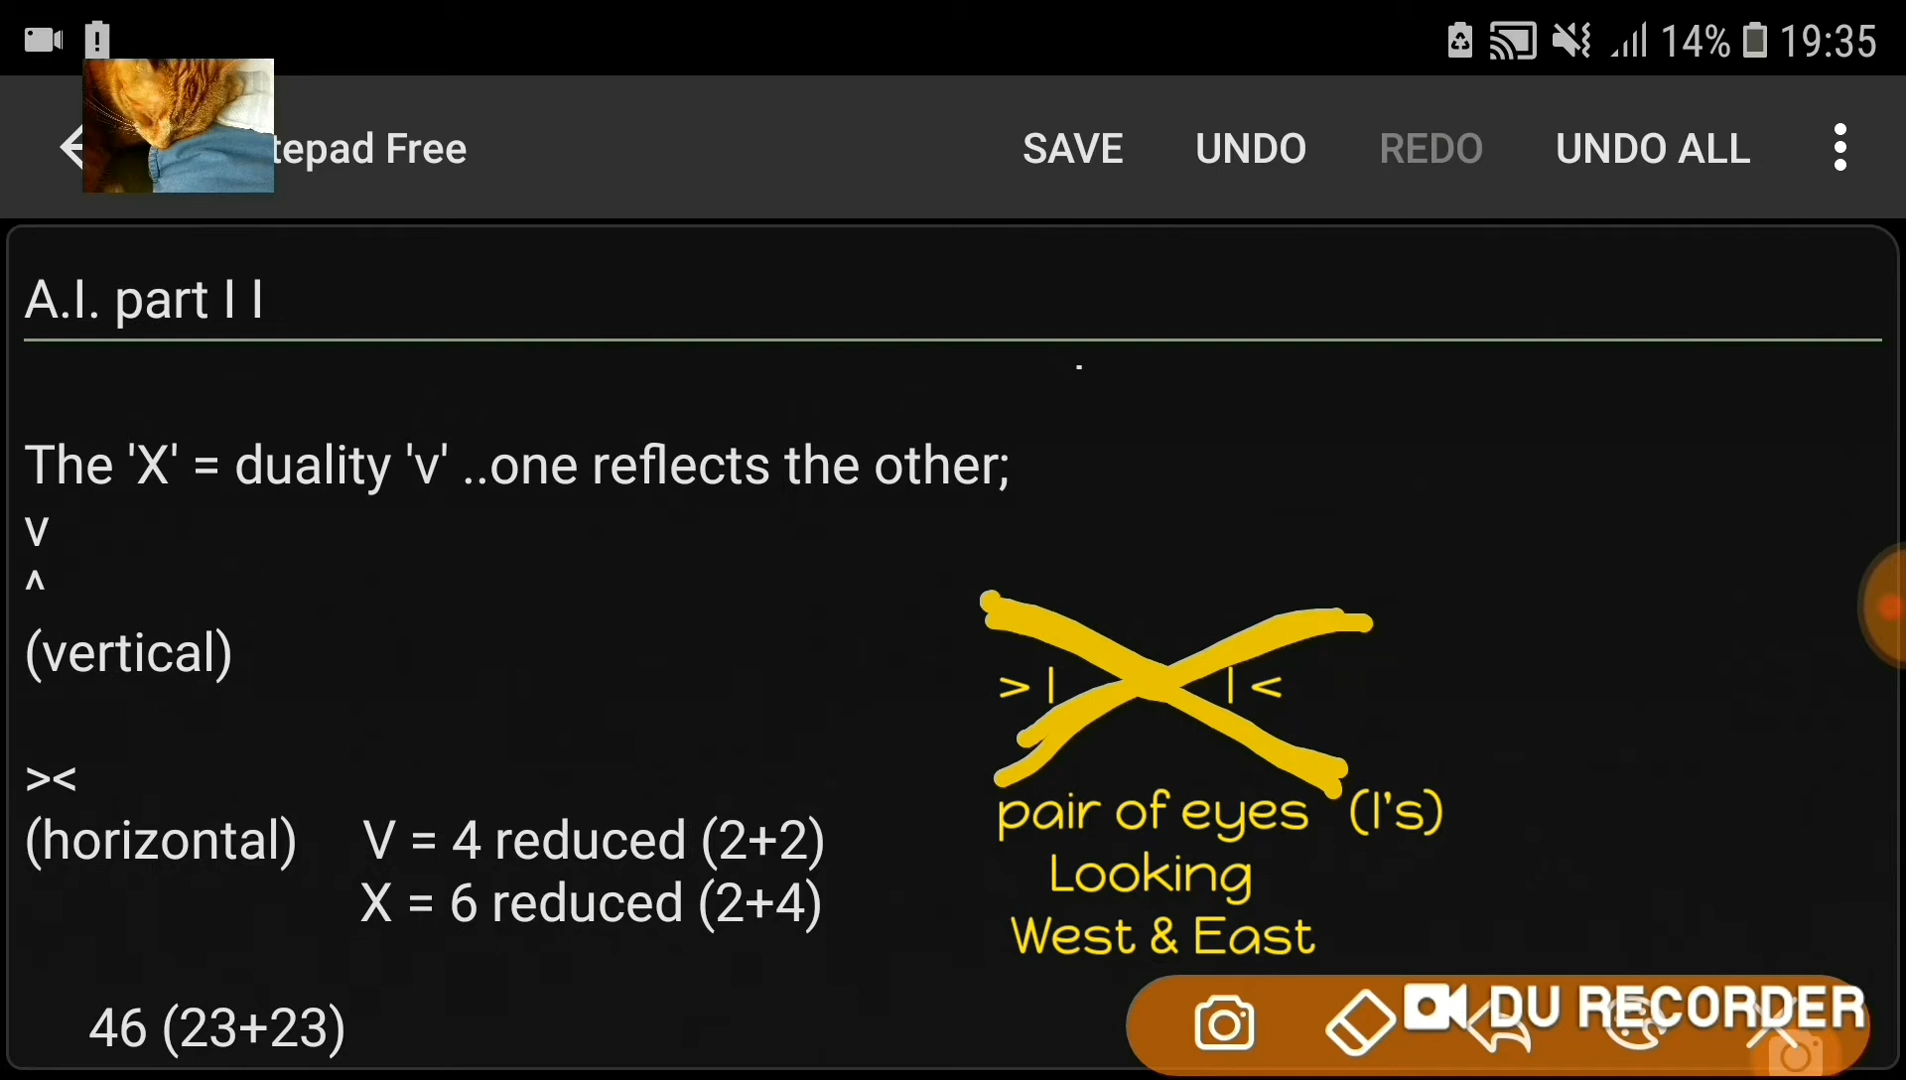 14% 19:35
tepad Free SAVE UNDO REDO UNDO ALL
A.I. part I I
The 'X' = duality 'v' ..one reflects the other;
v
^
(vertical)
> | | <
><
pair of eyes (I's)
(horizontal) V = 4 reduced (2+2)
Looking
X = 6 reduced (2+4)
West & East
46 (23+23)
DU RECORDER